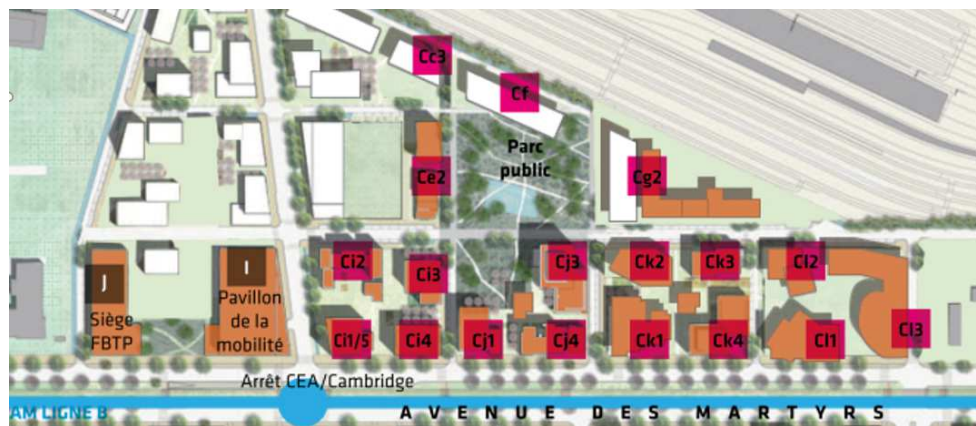 Cc3
Cf
Parc
public
Ce2
Cg2
J
Siège
FBTP
I
Pavillon
de la
mobilité
Ci2
Ci3
Cj3
Ck2
Ck3
Cl2
Ci1/5
Ci4
Cj1
Cj4
Ck1
Ck4
Cl1
Cl3
Arrêt CEA/Cambridge
AM LIGNE B
AVENUE DES MARTYRS